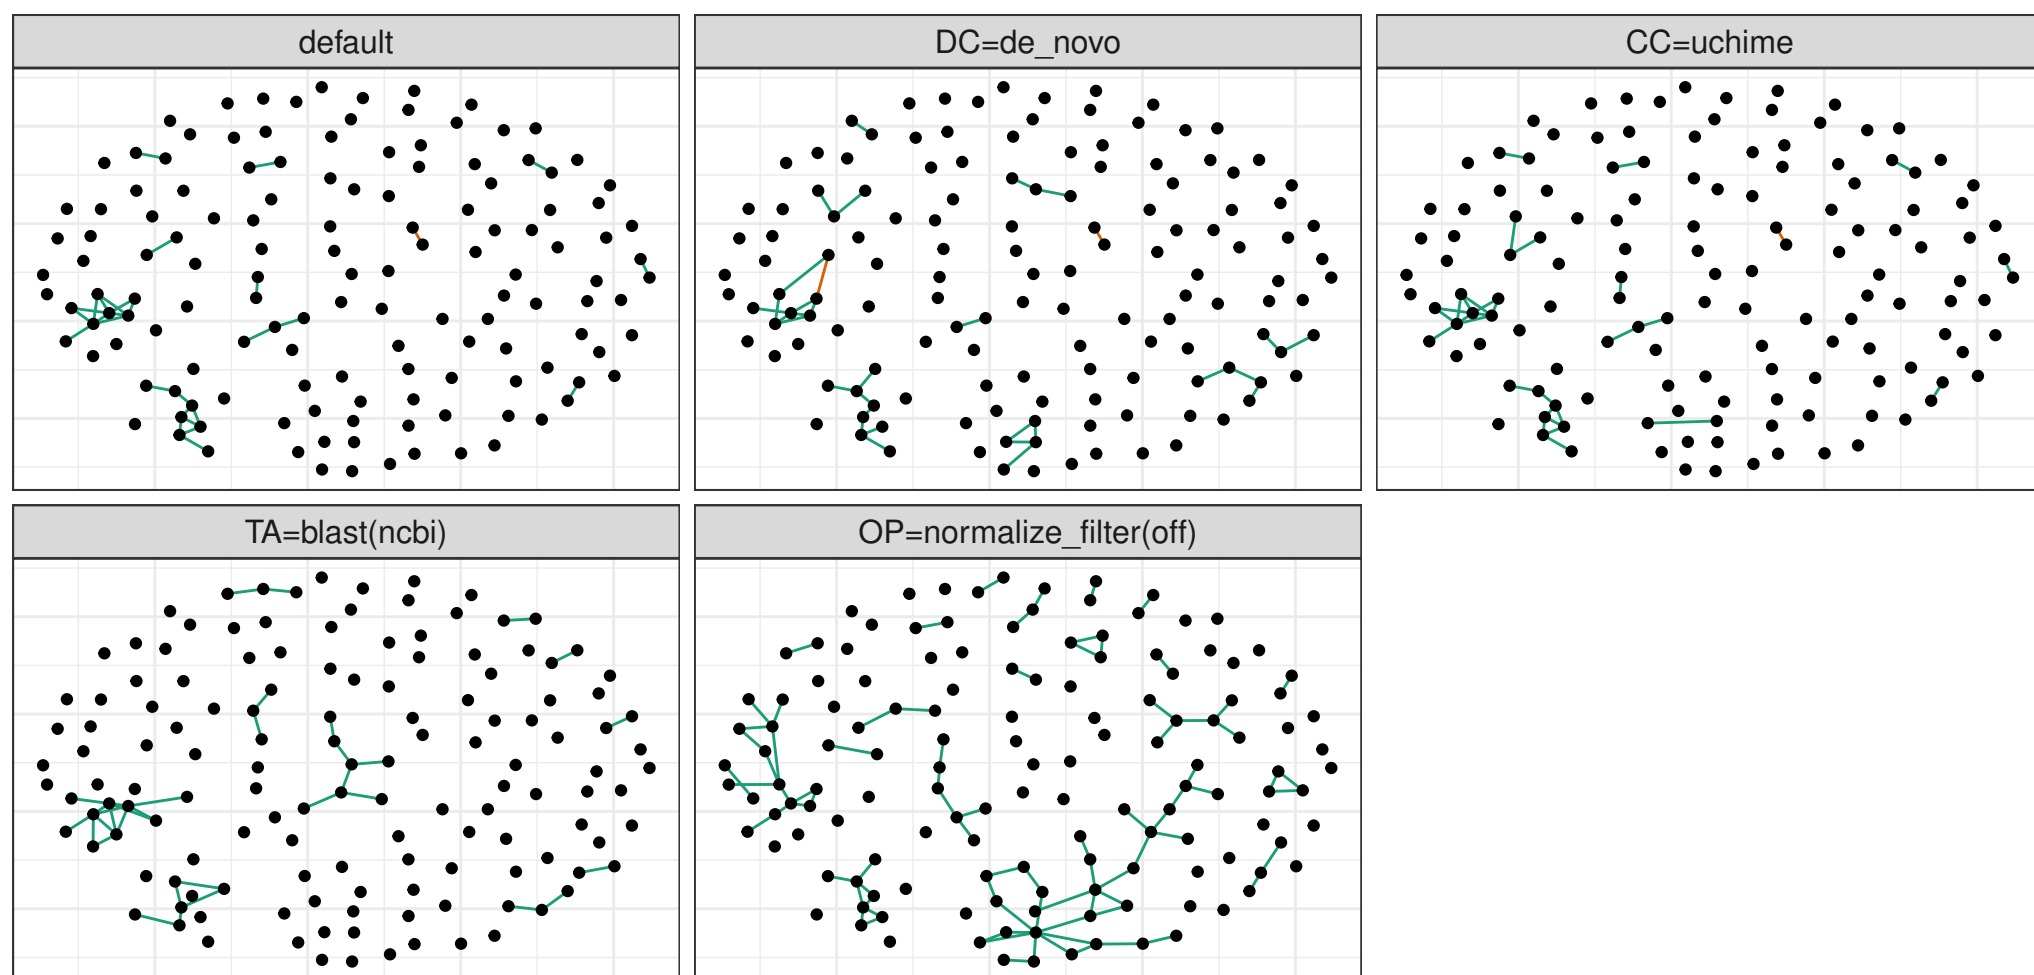 default
DC=de_novo
CC=uchime
TA=blast(ncbi)
OP=normalize_filter(off)